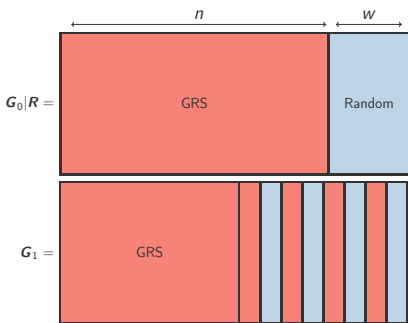 n w
G₀|R = GRS Random
G₁ = GRS